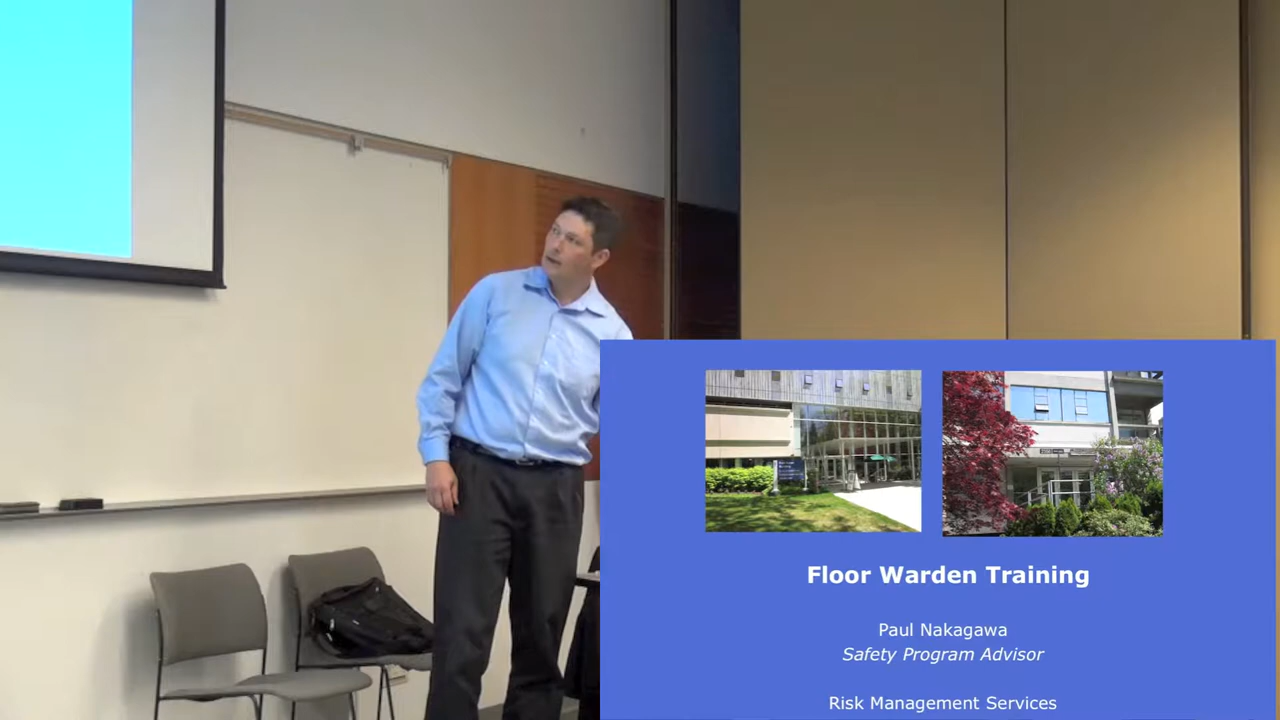 Floor Warden Training
Paul Nakagawa
Safety Program Advisor
Risk Management Services